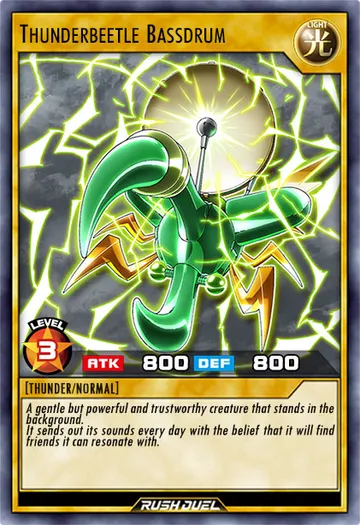 THUNDERBEETLE BASSDRUM
LIGHT
光
LEVEL
3
ATK 800 DEF 800
[THUNDER/NORMAL]
A gentle but powerful and trustworthy creature that stands in the
background.
It sends out its sounds every day with the belief that it will find
friends it can resonate with.
RUSH DUEL